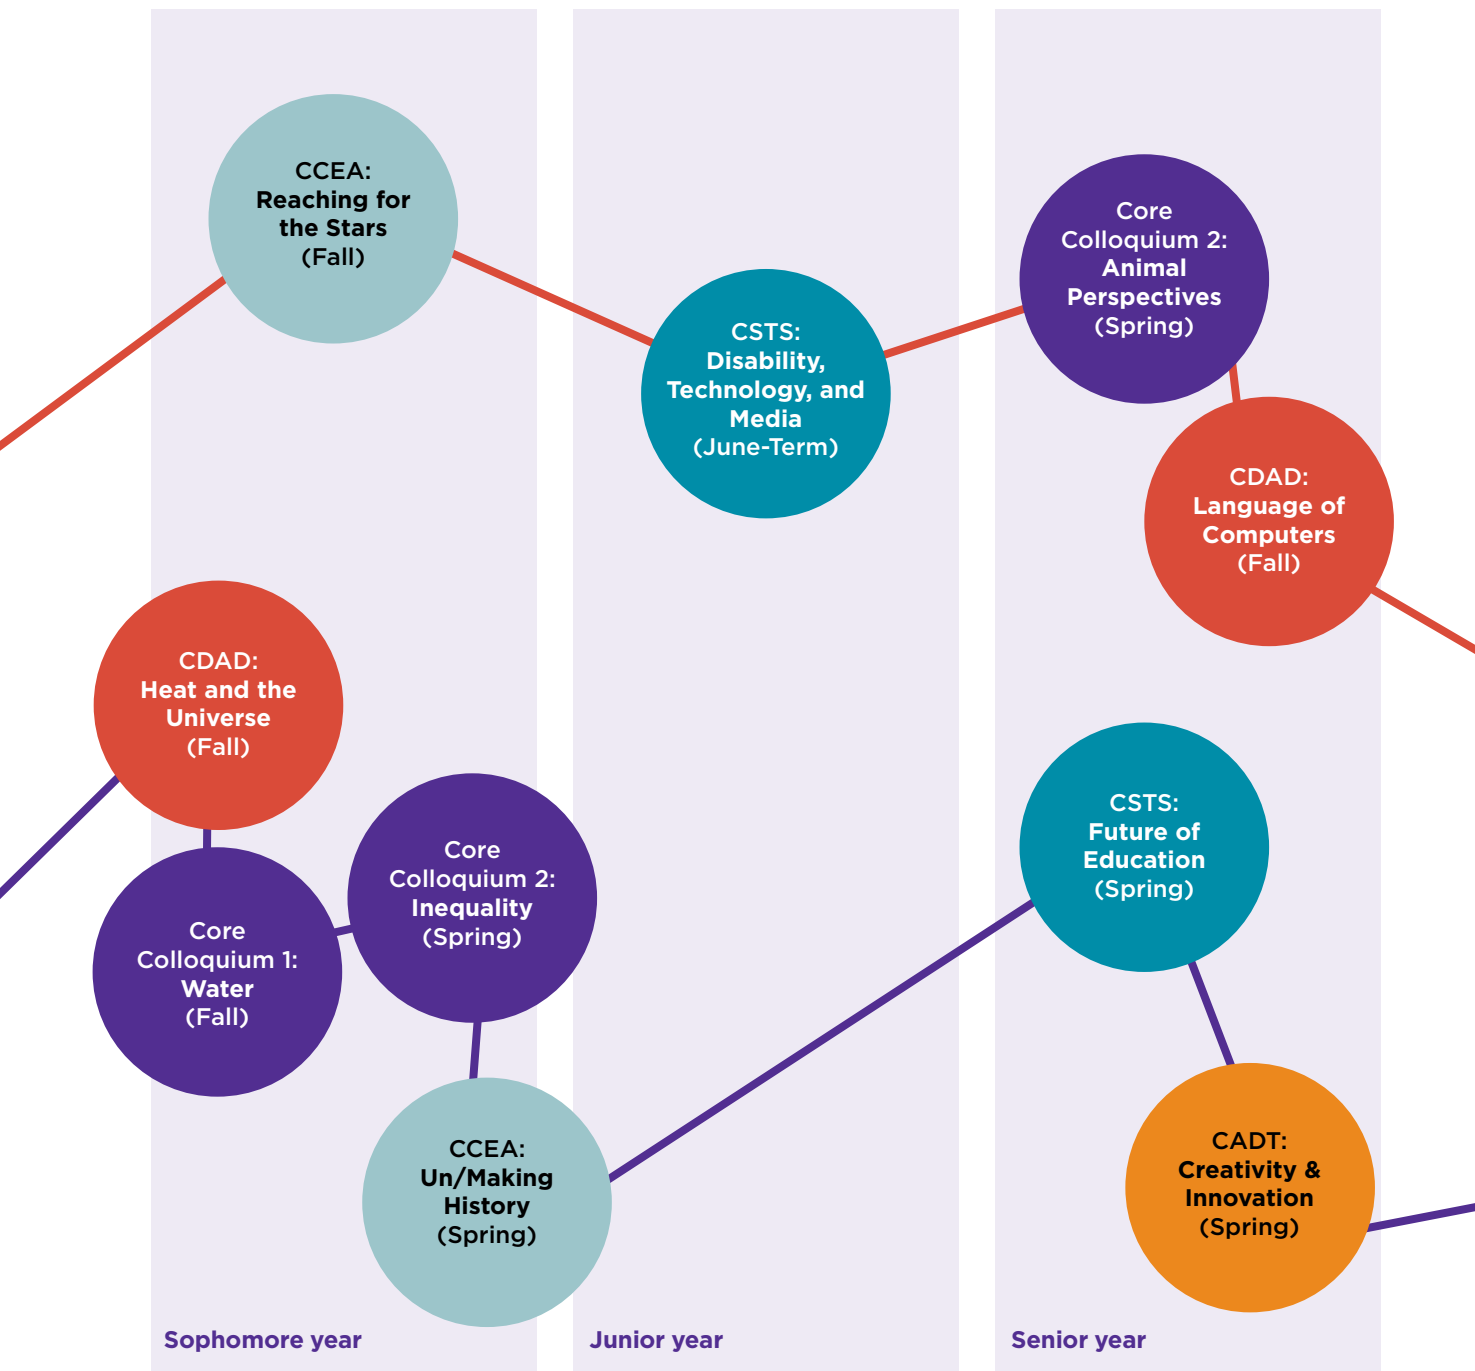 CCEA:
Reaching for
the Stars
(Fall)
CSTS:
Disability,
Technology, and
Media
(June-Term)
Core
Colloquium 2:
Animal
Perspectives
(Spring)
CDAD:
Language of
Computers
(Fall)
CDAD:
Heat and the
Universe
(Fall)
Core
Colloquium 1:
Water
(Fall)
Core
Colloquium 2:
Inequality
(Spring)
CCEA:
Un/Making
History
(Spring)
CSTS:
Future of
Education
(Spring)
CADT:
Creativity &
Innovation
(Spring)
Sophomore year
Junior year
Senior year